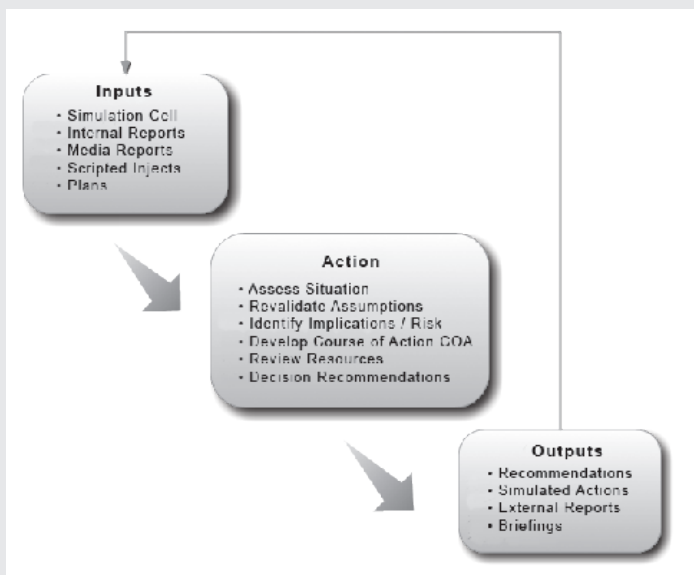 Inputs
• Simulation Cell
• Internal Reports
• Media Reports
• Scripted Injects
• Plans
Action
• Assess Situation
• Revalidate Assumptions
• Identify Implications / Risk
• Develop Course of Action COA
• Review Resources
• Decision Recommendations
Outputs
• Recommendations
• Simulated Actions
• External Reports
• Briefings